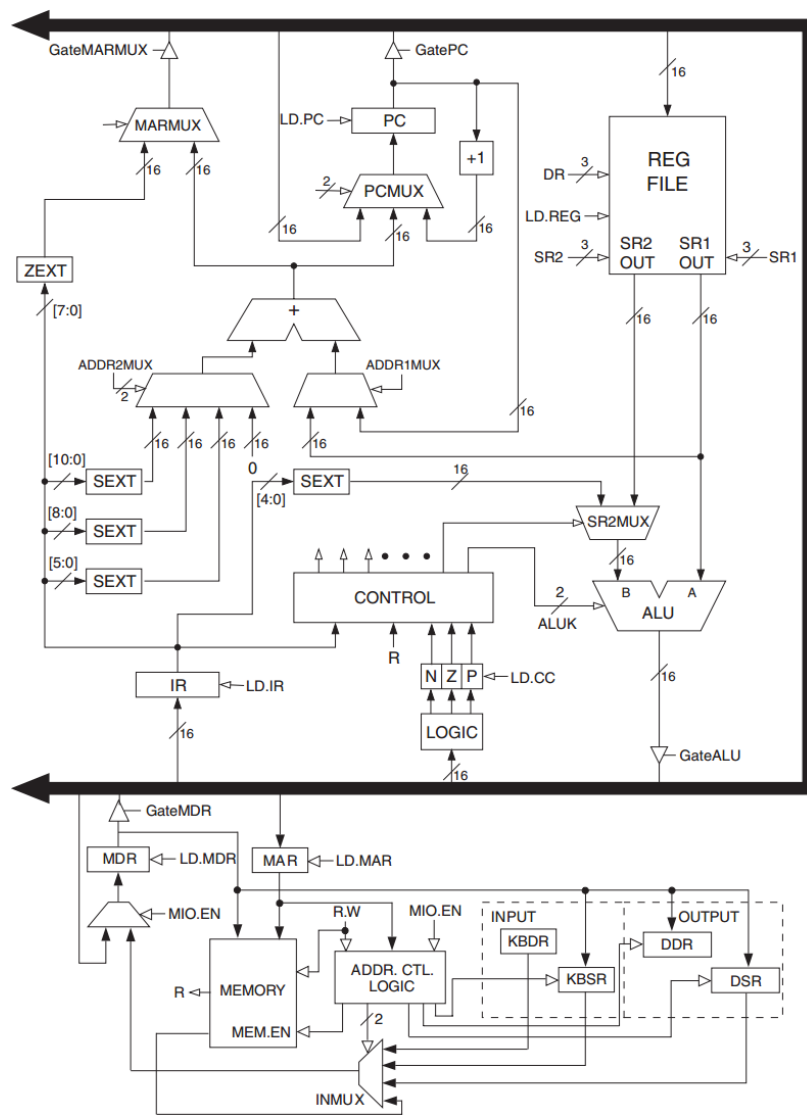 GateMARMUX
GatePC
16
MARMUX
LD.PC
PC
+1
REG
FILE
DR
3
LD.REG
SR2
3
SR2
OUT
SR1
OUT
3
SR1
16
16
2
PCMUX
16
16
16
ZEXT
[7:0]
+
16
16
ADDR2MUX
2
ADDR1MUX
16
16
16
16
16
0
16
[10:0]
SEXT
[4:0]
SEXT
16
[8:0]
SEXT
SR2MUX
16
[5:0]
SEXT
CONTROL
2
ALUK
B
A
ALU
R
N
Z
P
LD.CC
IR
LD.IR
16
LOGIC
16
16
GateALU
GateMDR
MDR
LD.MDR
MAR
LD.MAR
MIO.EN
R.W
MIO.EN
INPUT
OUTPUT
KBDR
DDR
MEMORY
R
MEM.EN
ADDR. CTL.
LOGIC
KBSR
DSR
2
INMUX